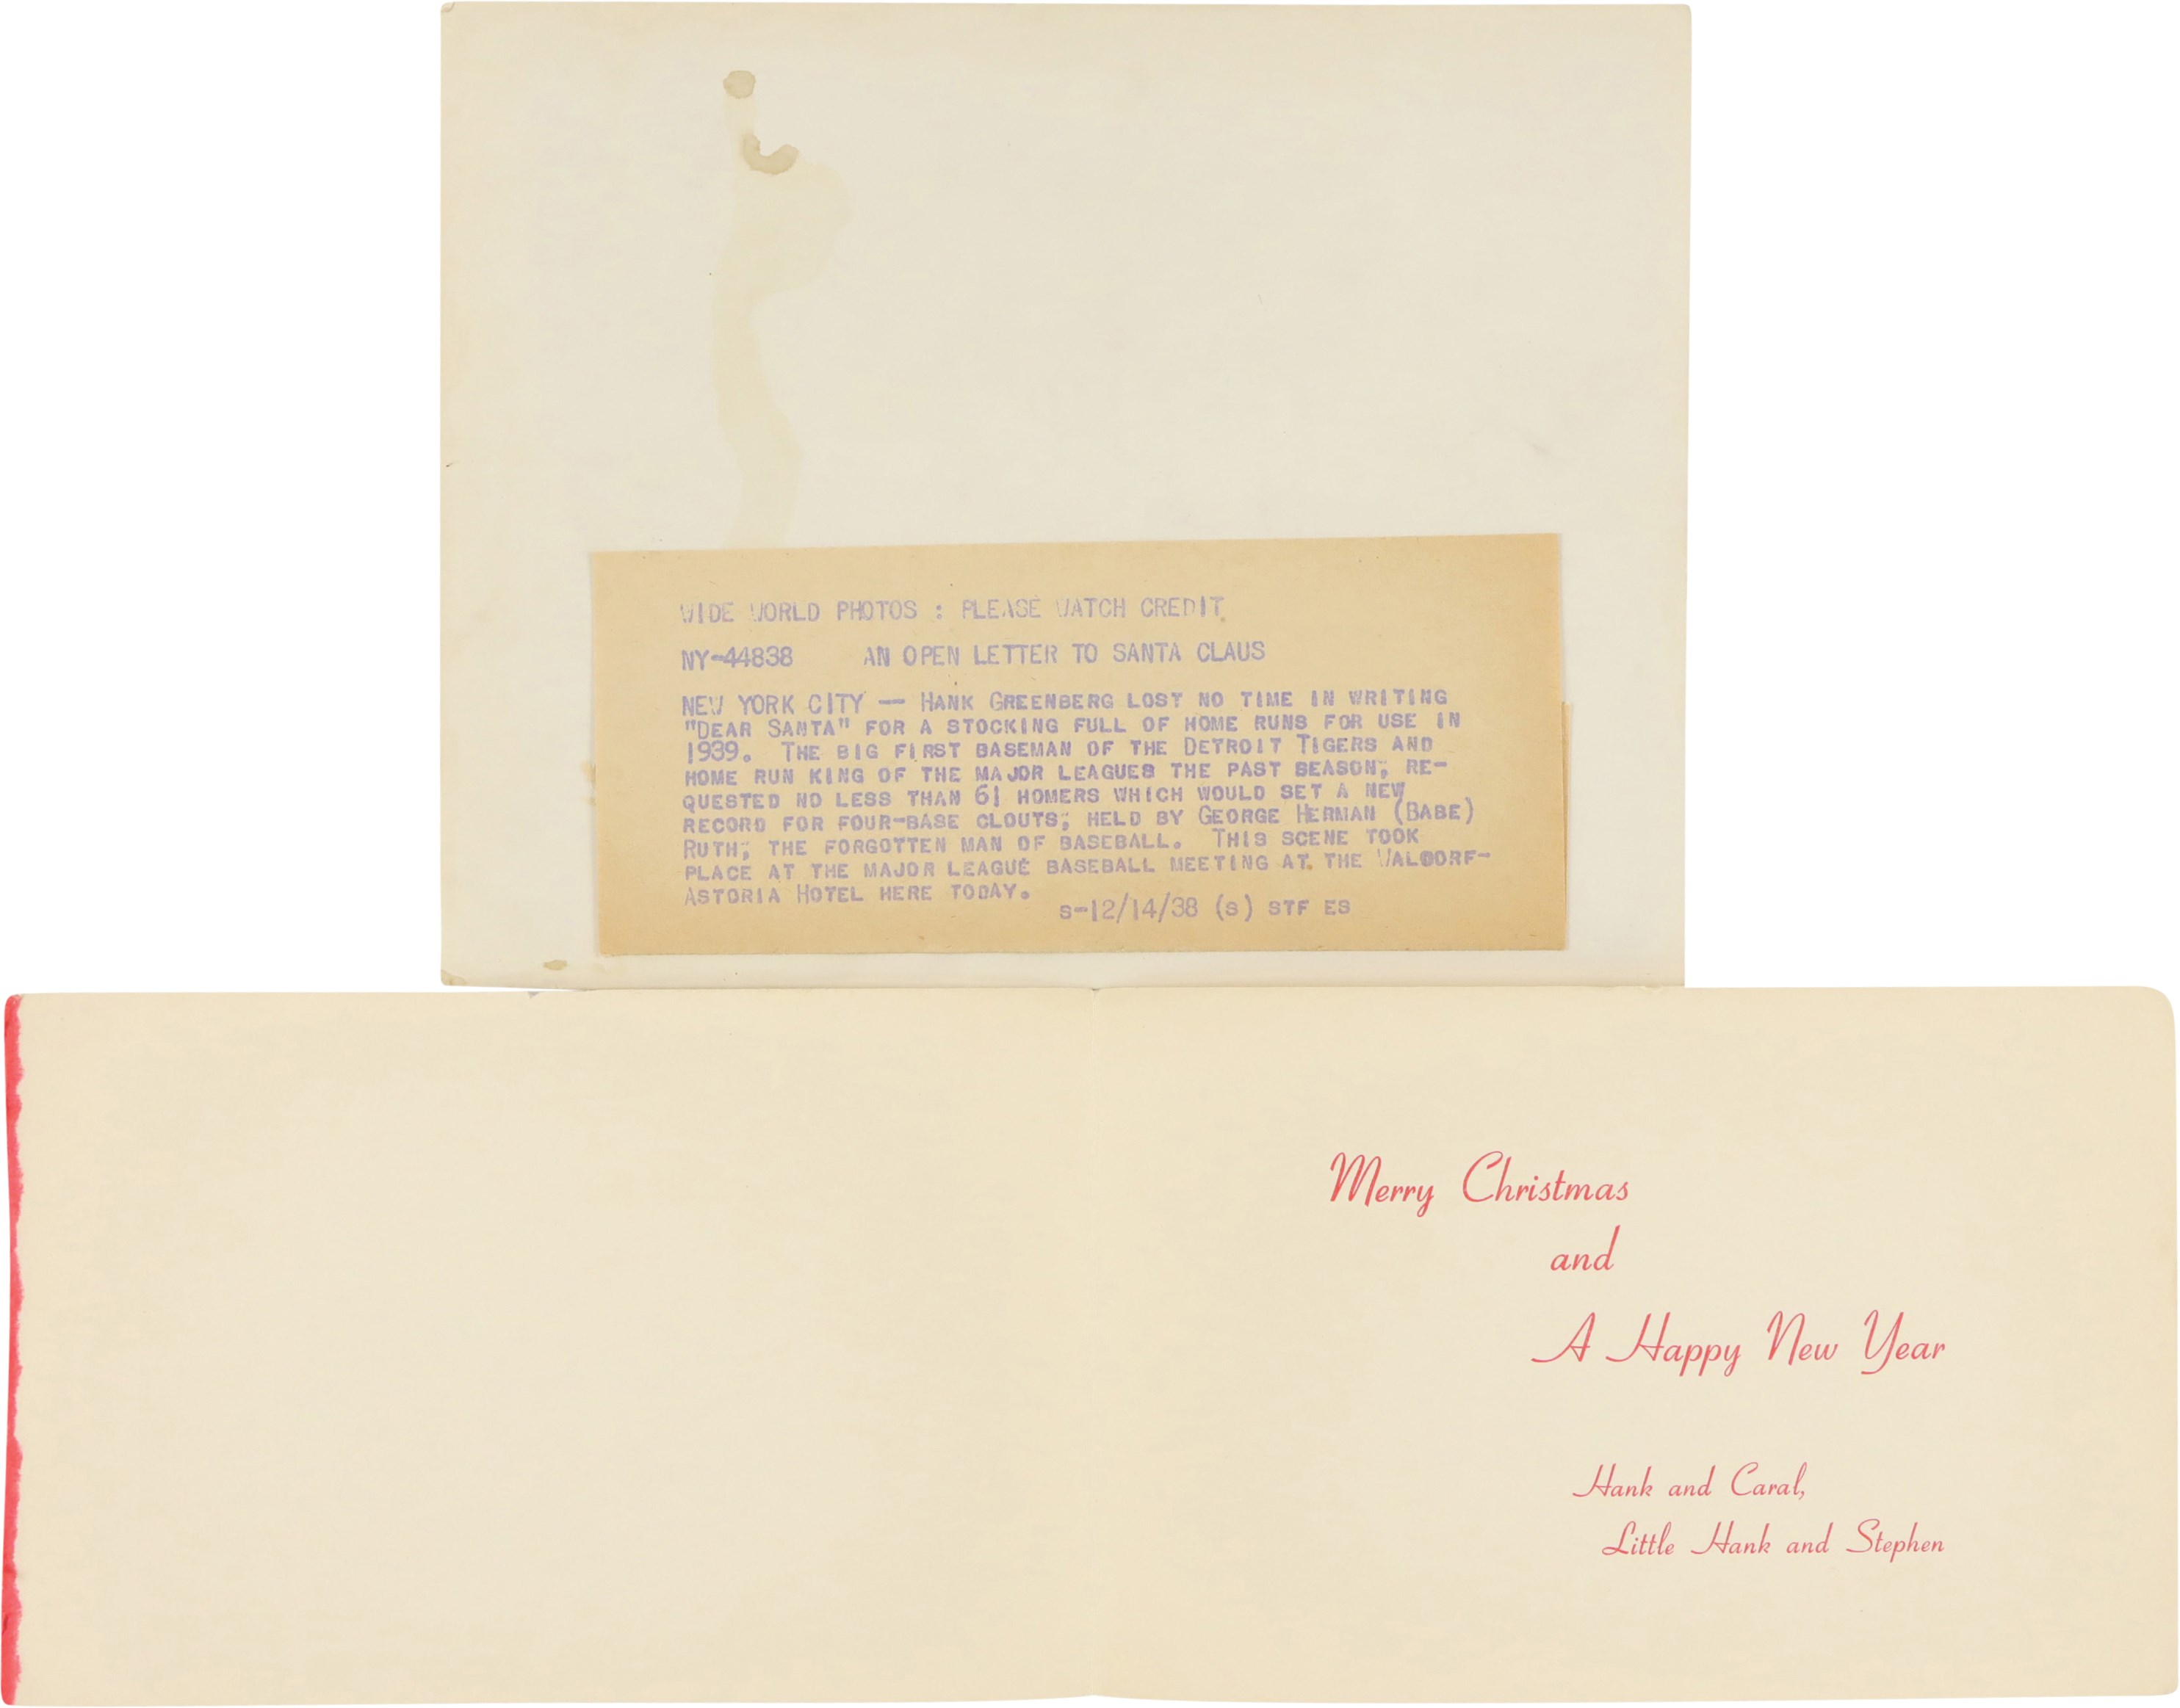 WIDE WORLD PHOTOS : PLEASE WATCH CREDIT.
NY-44838 AN OPEN LETTER TO SANTA CLAUS
NEW YORK CITY — HANK GREENBERG LOST NO TIME IN WRITING
"DEAR SANTA" FOR A STOCKING FULL OF HOME RUNS FOR USE IN
1939. THE BIG FIRST BASEMAN OF THE DETROIT TIGERS AND
HOME RUN KING OF THE MAJOR LEAGUES THE PAST SEASON; RE-
QUESTED NO LESS THAN 61 HOMERS WHICH WOULD SET A NEW
RECORD FOR FOUR-BASE CLOUTS; HELD BY GEORGE HERMAN (BABE)
RUTH; THE FORGOTTEN MAN OF BASEBALL. THIS SCENE TOOK
PLACE AT THE MAJOR LEAGUE BASEBALL MEETING AT THE WALDORF-
ASTORIA HOTEL HERE TODAY.
S-12/14/38 (S) STF ES
Merry Christmas
and
A Happy New Year
Hank and Caral,
Little Hank and Stephen